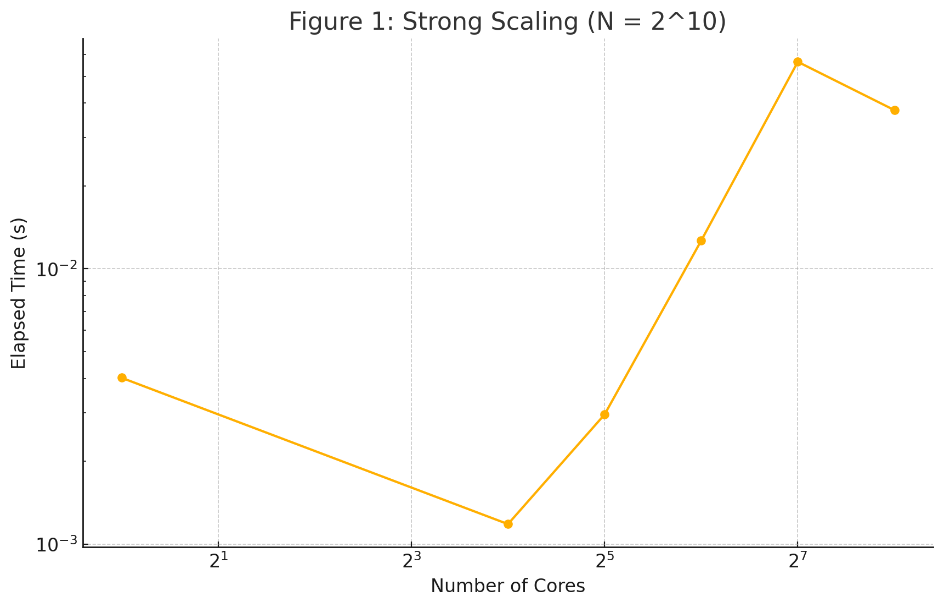 Figure 1: Strong Scaling (N = 2^10)
Elapsed Time (s)
10⁻²
10⁻³
2¹ 2³ 2⁵ 2⁷
Number of Cores